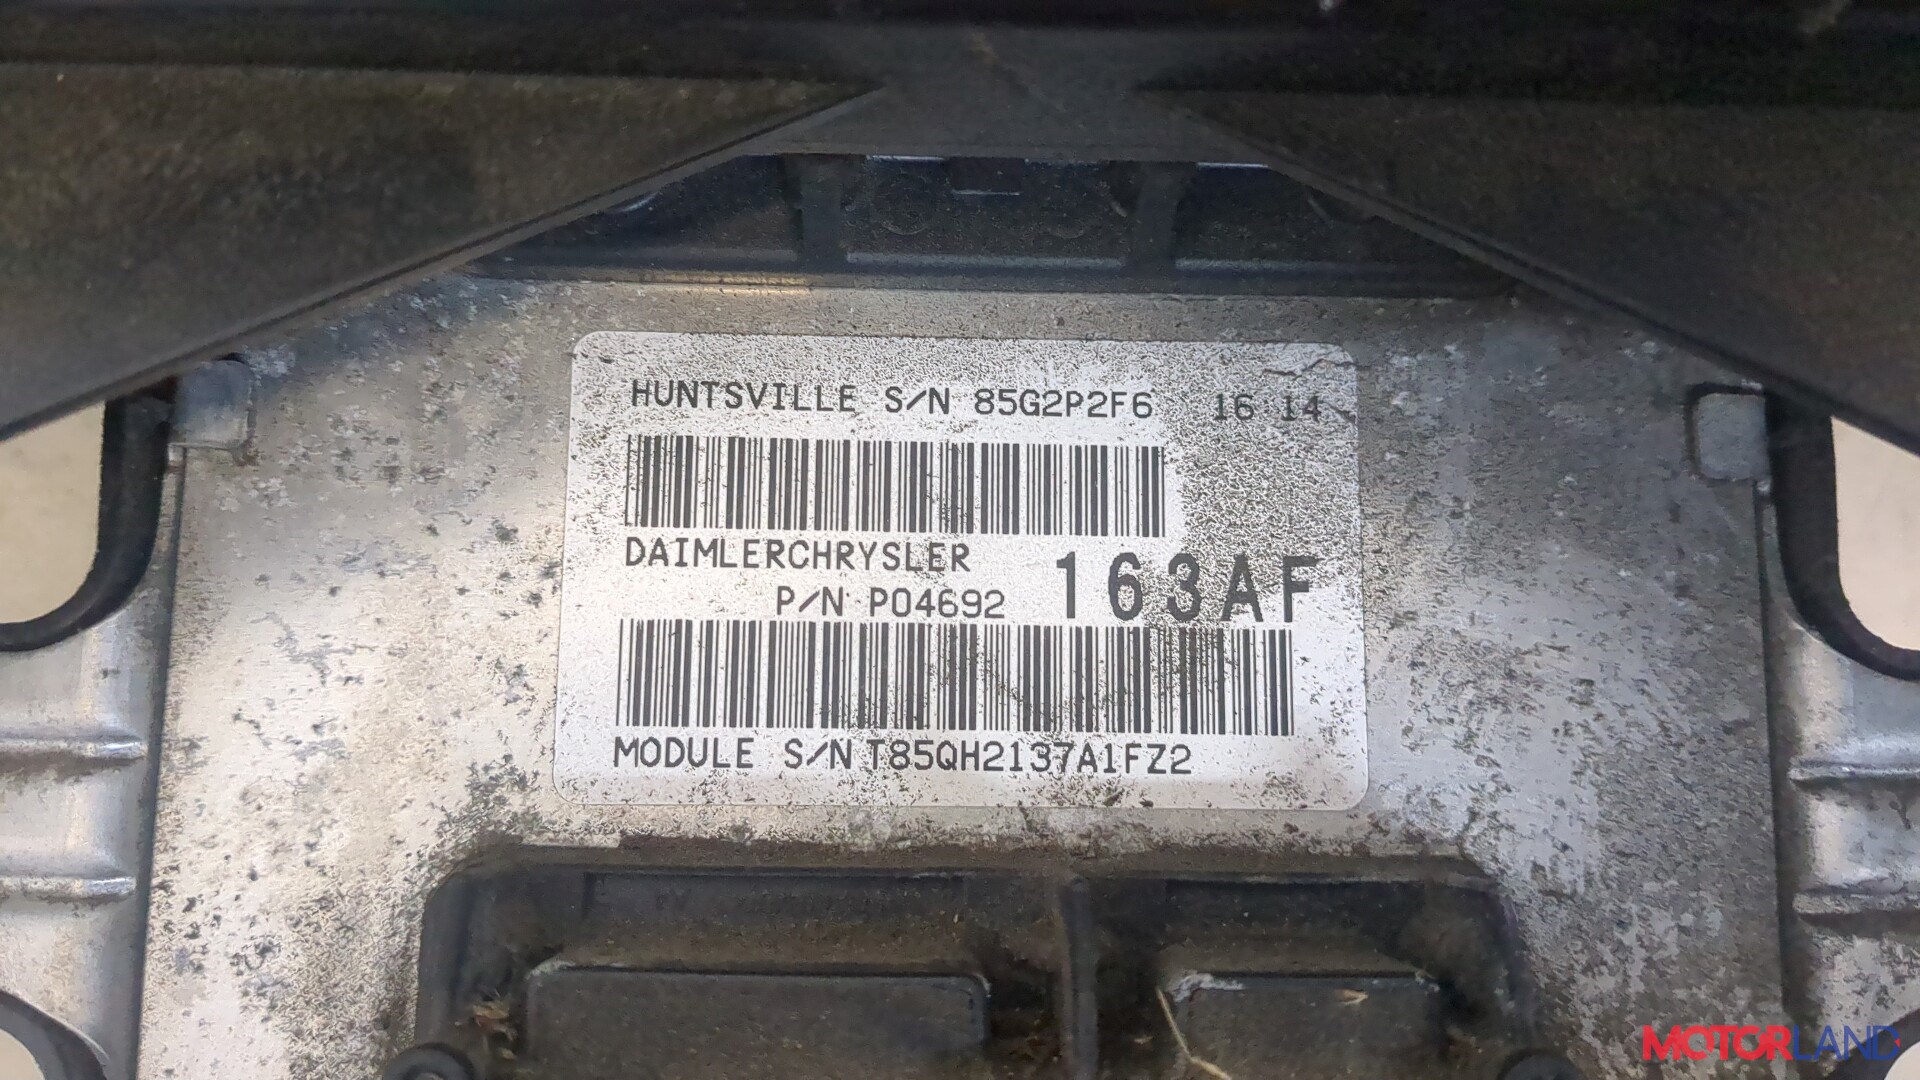 HUNTSVILLE S/N 85G2P2F6 16 14
DAIMLERCHRYSLER
P/N P04692 163AF
MODULE S/N T85QH2137A1FZ2
MOTORLAND